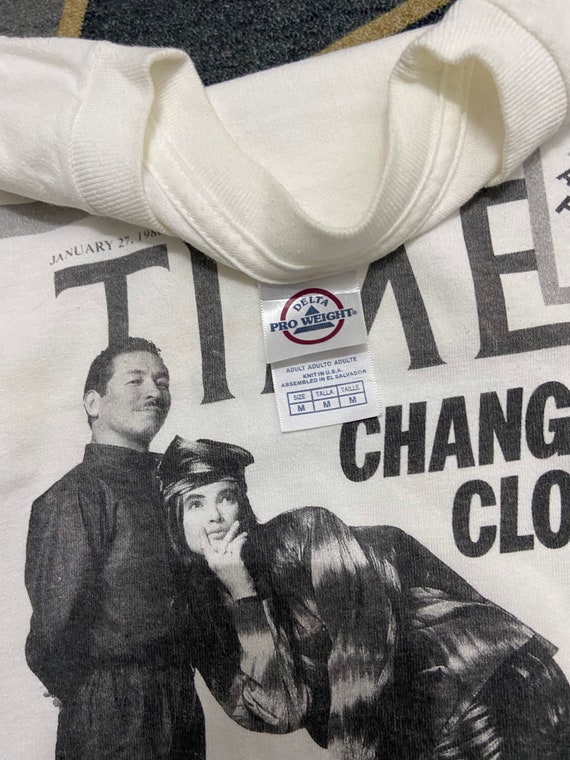 JANUARY 27, 198
TIME
DELTA
PRO WEIGHT®
ADULT ADULTO ADULTE
KNIT IN U.S.A.
ASSEMBLED IN EL SALVADOR
SIZE TALLA TAILLE
M M M
CHANG
CLO